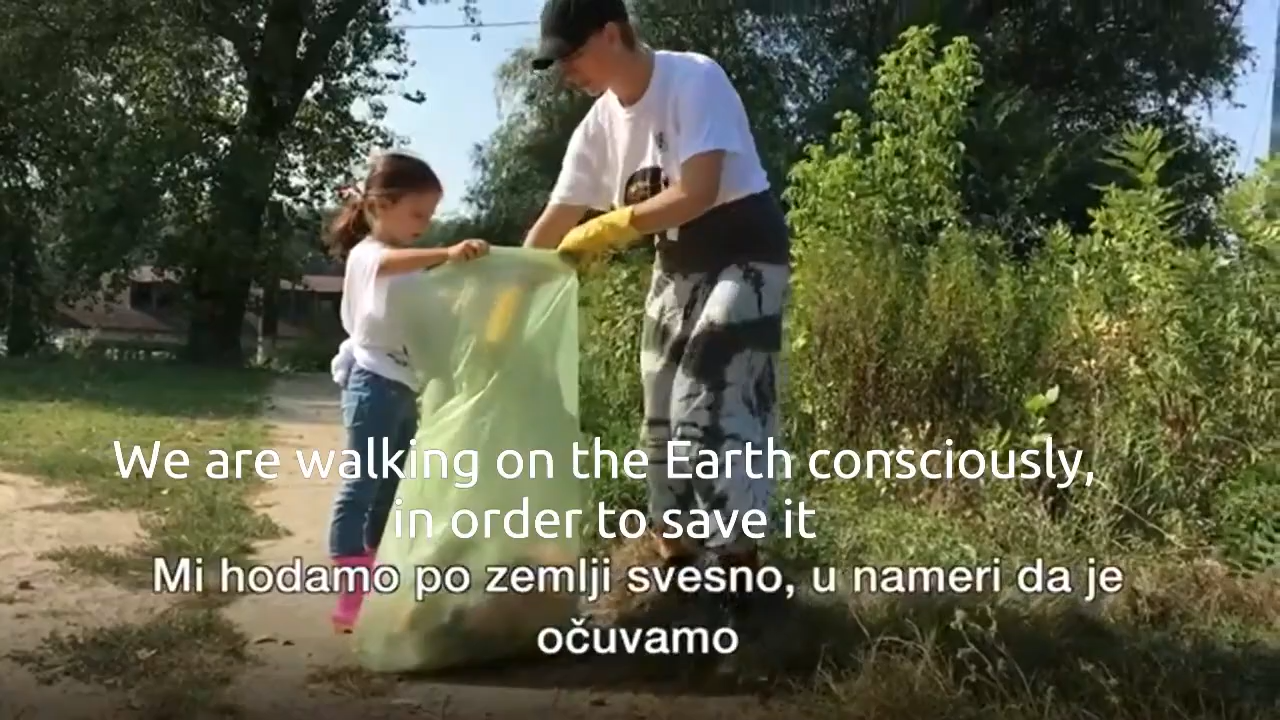 We are walking on the Earth consciously,
in order to save it
Mi hodamo po zemlji svesno, u nameri da je
očuvamo